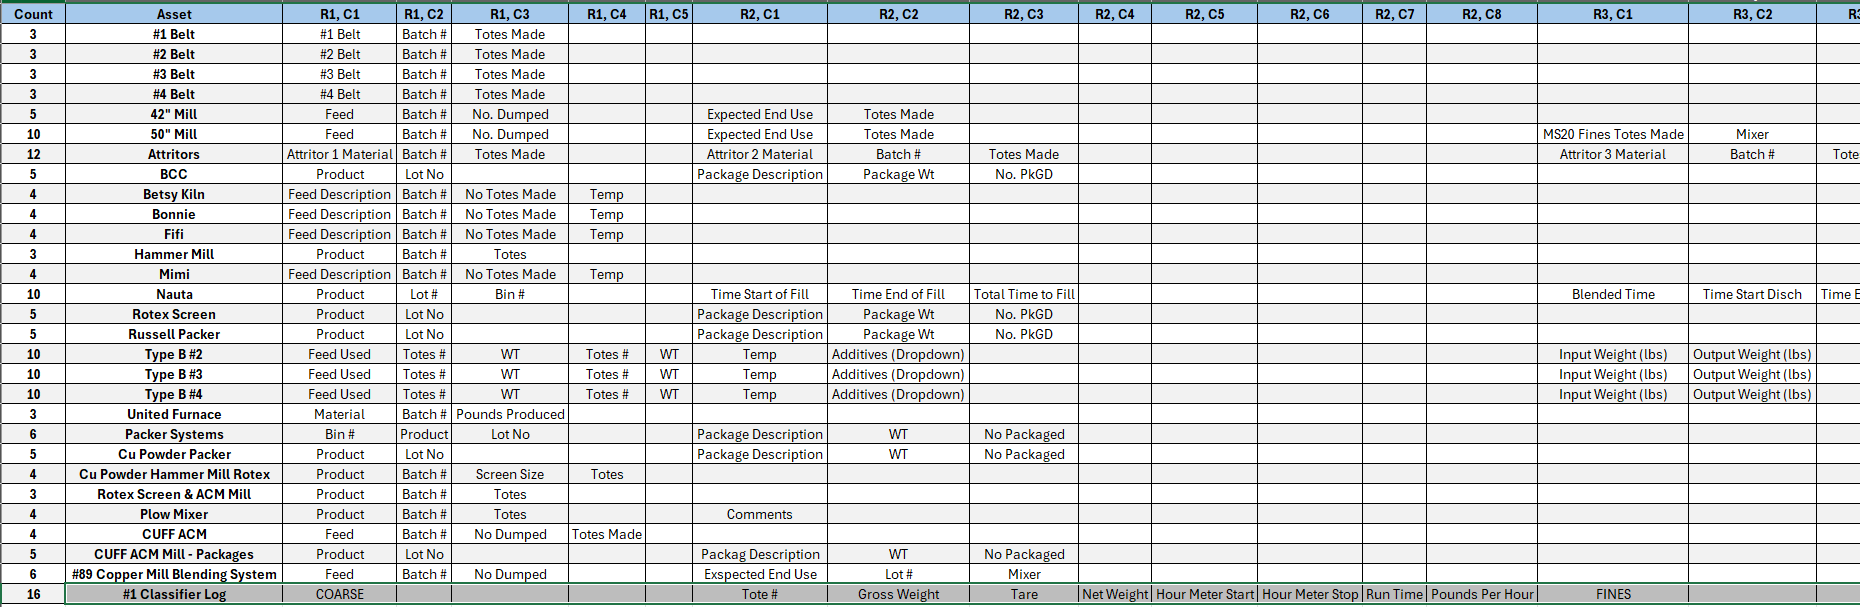 Count Asset R1, C1 R1, C2 R1, C3 R1, C4 R1, C5 R2, C1 R2, C2 R2, C3 R2, C4 R2, C5 R2, C6 R2, C7 R2, C8 R3, C1 R3, C2 R3
3 #1 Belt #1 Belt Batch # Totes Made
3 #2 Belt #2 Belt Batch # Totes Made
3 #3 Belt #3 Belt Batch # Totes Made
3 #4 Belt #4 Belt Batch # Totes Made
5 42" Mill Feed Batch # No. Dumped Expected End Use Totes Made
10 50" Mill Feed Batch # No. Dumped Expected End Use Totes Made MS20 Fines Totes Made Mixer
12 Attritors Attritor 1 Material Batch # Totes Made Attritor 2 Material Batch # Totes Made Attritor 3 Material Batch # Tote
5 BCC Product Lot No Package Description Package Wt No. PkGD
4 Betsy Kiln Feed Description Batch # No Totes Made Temp
4 Bonnie Feed Description Batch # No Totes Made Temp
4 Fifi Feed Description Batch # No Totes Made Temp
3 Hammer Mill Product Batch # Totes
4 Mimi Feed Description Batch # No Totes Made Temp
10 Nauta Product Lot # Bin # Time Start of Fill Time End of Fill Total Time to Fill Blended Time Time Start Disch Time E
5 Rotex Screen Product Lot No Package Description Package Wt No. PkGD
5 Russell Packer Product Lot No Package Description Package Wt No. PkGD
10 Type B #2 Feed Used Totes # WT Totes # WT Temp Additives (Dropdown) Input Weight (lbs) Output Weight (lbs)
10 Type B #3 Feed Used Totes # WT Totes # WT Temp Additives (Dropdown) Input Weight (lbs) Output Weight (lbs)
10 Type B #4 Feed Used Totes # WT Totes # WT Temp Additives (Dropdown) Input Weight (lbs) Output Weight (lbs)
3 United Furnace Material Batch # Pounds Produced
6 Packer Systems Bin # Product Lot No Package Description WT No Packaged
5 Cu Powder Packer Product Lot No Package Description WT No Packaged
4 Cu Powder Hammer Mill Rotex Product Batch # Screen Size Totes
3 Rotex Screen & ACM Mill Product Batch # Totes
4 Plow Mixer Product Batch # Totes Comments
4 CUFF ACM Feed Batch # No Dumped Totes Made
5 CUFF ACM Mill - Packages Product Lot No Packag Description WT No Packaged
6 #89 Copper Mill Blending System Feed Batch # No Dumped Exspected End Use Lot # Mixer
16 #1 Classifier Log COARSE Tote # Gross Weight Tare Net Weight Hour Meter Start Hour Meter Stop Run Time Pounds Per Hour FINES